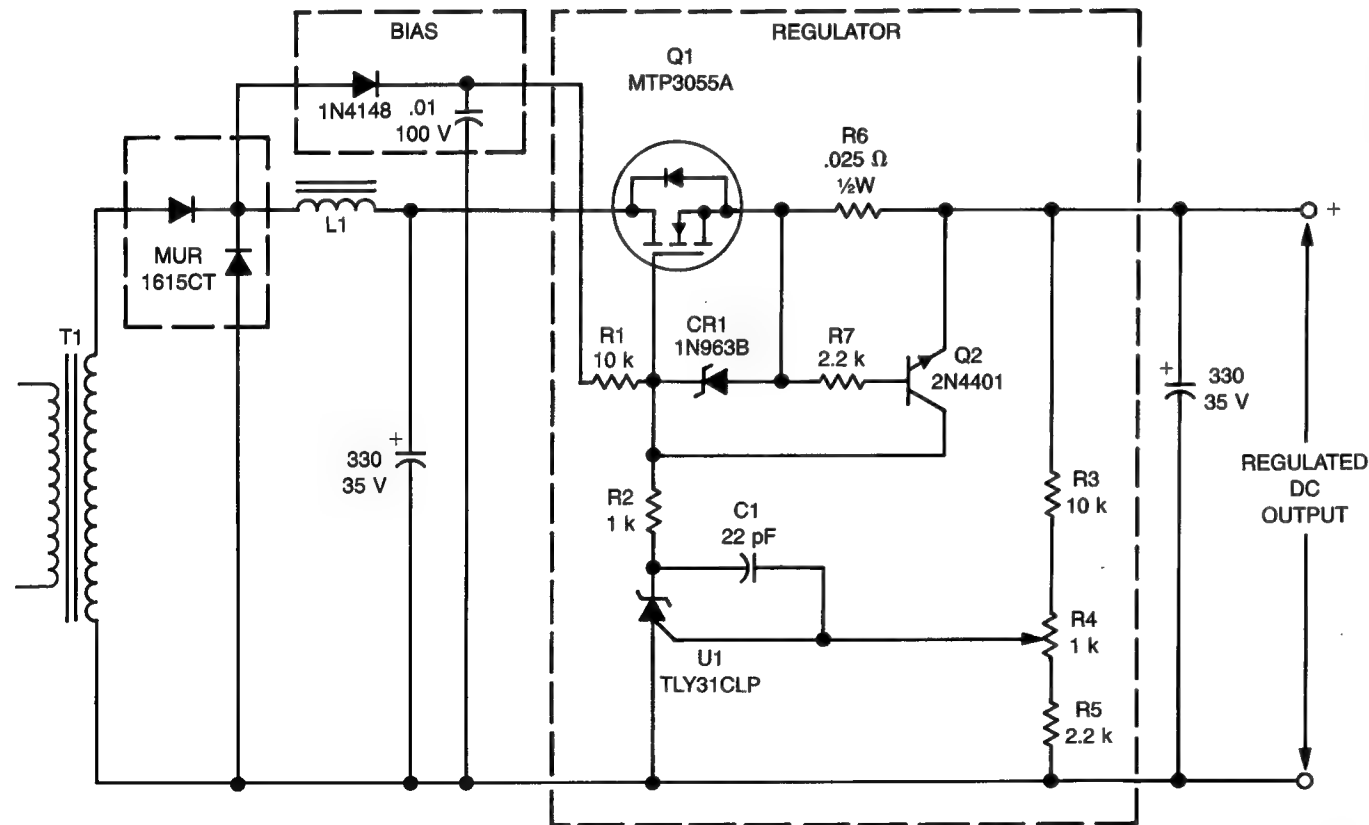 BIAS
REGULATOR
Q1
MTP3055A
1N4148
.01
100 V
R6
.025 Ω
½W
L1
MUR
1615CT
T1
R1
10 k
CR1
1N963B
R7
2.2 k
Q2
2N4401
+
330
35 V
+
330
35 V
+
REGULATED
DC
OUTPUT
R2
1 k
C1
22 pF
R3
10 k
R4
1 k
U1
TLY31CLP
R5
2.2 k